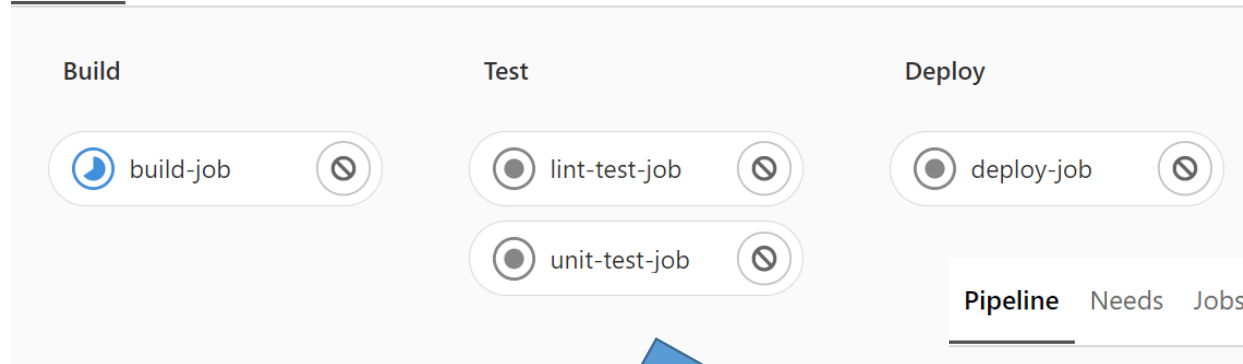 Build Test Deploy
build-job lint-test-job deploy-job
unit-test-job
Pipeline Needs Jobs